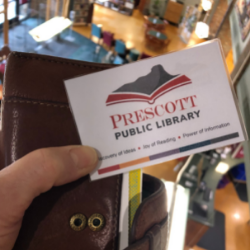 PRESCOTT
PUBLIC LIBRARY
Discovery of Ideas • Joy of Reading • Power of Information